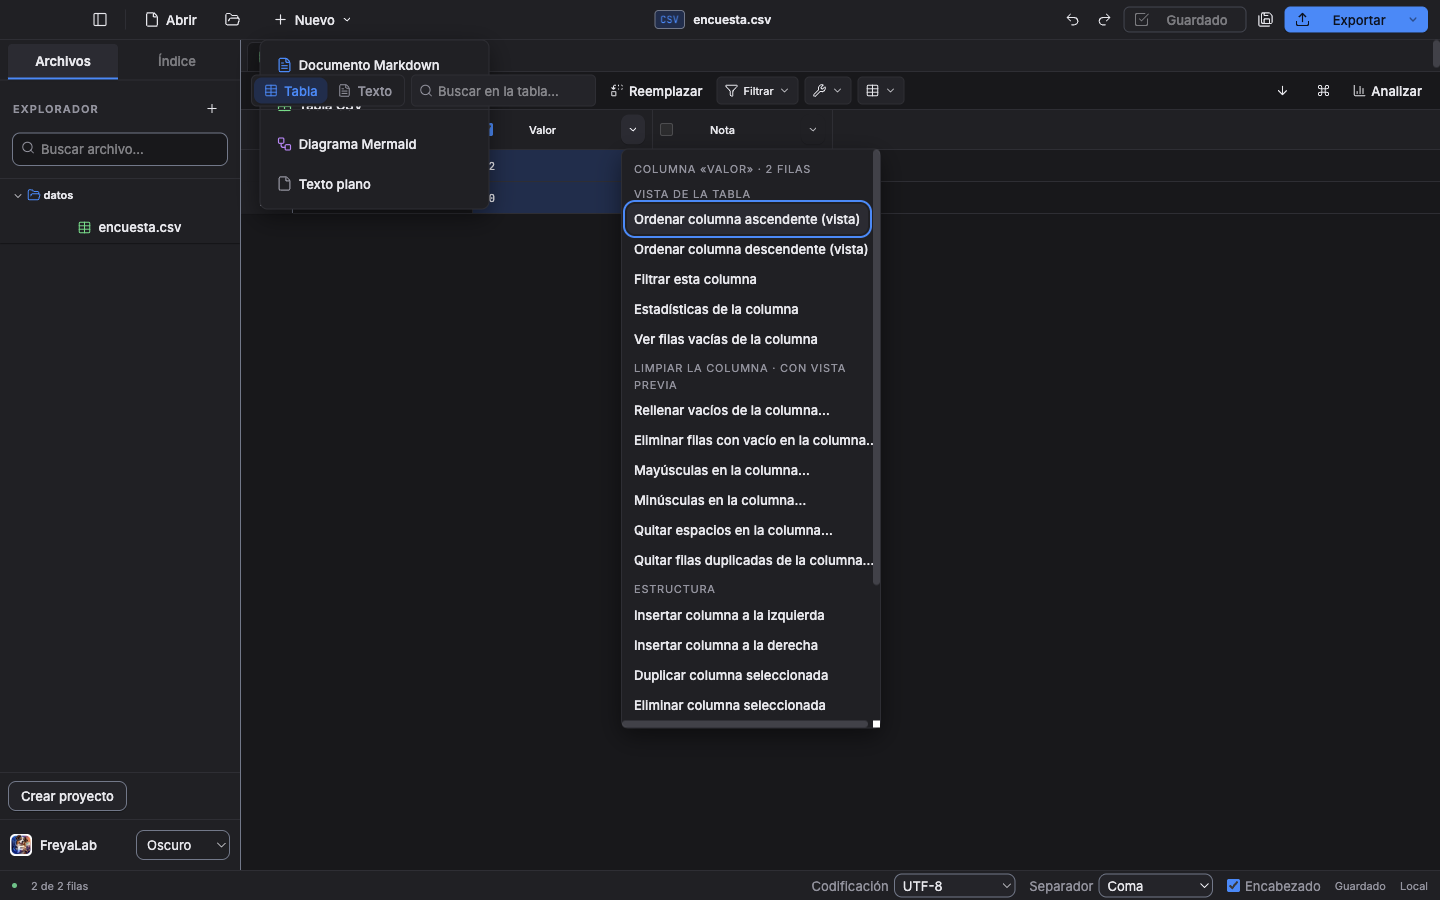 Abrir
Nuevo
CSV encuesta.csv
Guardado
Exportar
Archivos
Índice
Documento Markdown
Tabla
Texto
Buscar en la tabla...
Reemplazar
Filtrar
Analizar
EXPLORADOR
Tabla CSV
Valor
Nota
Diagrama Mermaid
Buscar archivo...
2
COLUMNA «VALOR» · 2 FILAS
Texto plano
datos
0
VISTA DE LA TABLA
encuesta.csv
Ordenar columna ascendente (vista)
Ordenar columna descendente (vista)
Filtrar esta columna
Estadísticas de la columna
Ver filas vacías de la columna
LIMPIAR LA COLUMNA · CON VISTA
PREVIA
Rellenar vacíos de la columna...
Eliminar filas con vacío en la columna..
Mayúsculas en la columna...
Minúsculas en la columna...
Quitar espacios en la columna...
Quitar filas duplicadas de la columna...
ESTRUCTURA
Insertar columna a la izquierda
Insertar columna a la derecha
Duplicar columna seleccionada
Eliminar columna seleccionada
Crear proyecto
FreyaLab
Oscuro
2 de 2 filas
Codificación UTF-8
Separador Coma
Encabezado
Guardado
Local